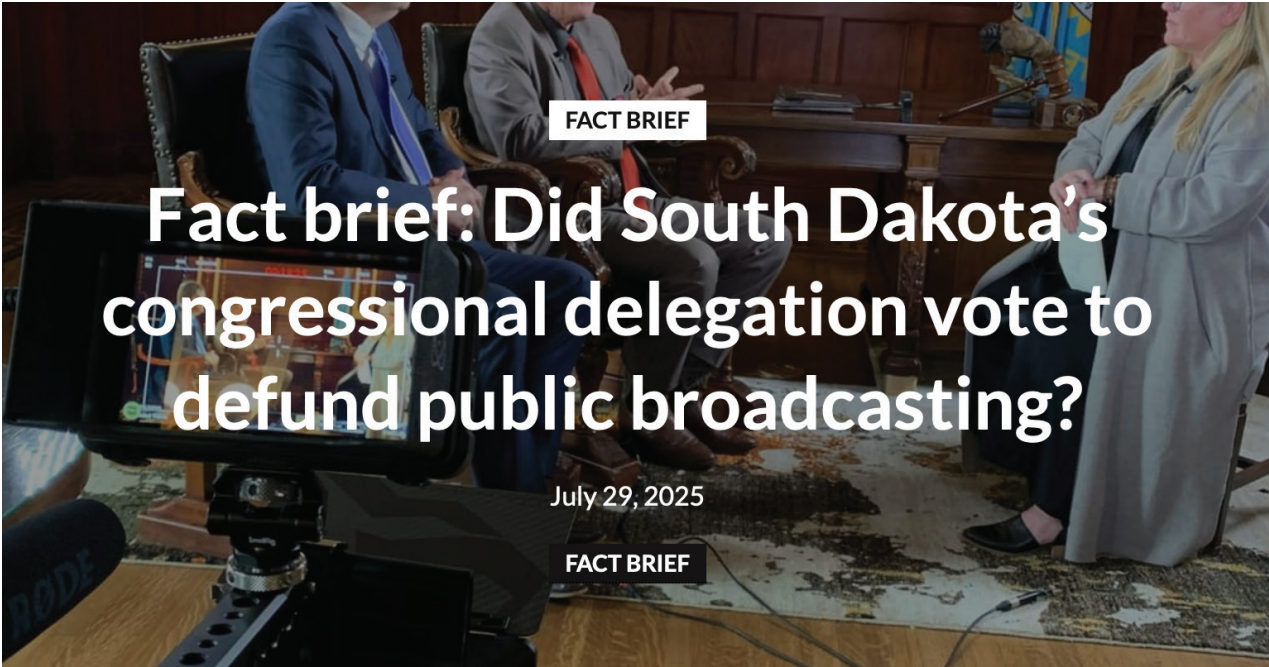 FACT BRIEF
Fact brief: Did South Dakota’s
congressional delegation vote to
defund public broadcasting?
July 29, 2025
FACT BRIEF
RØDE